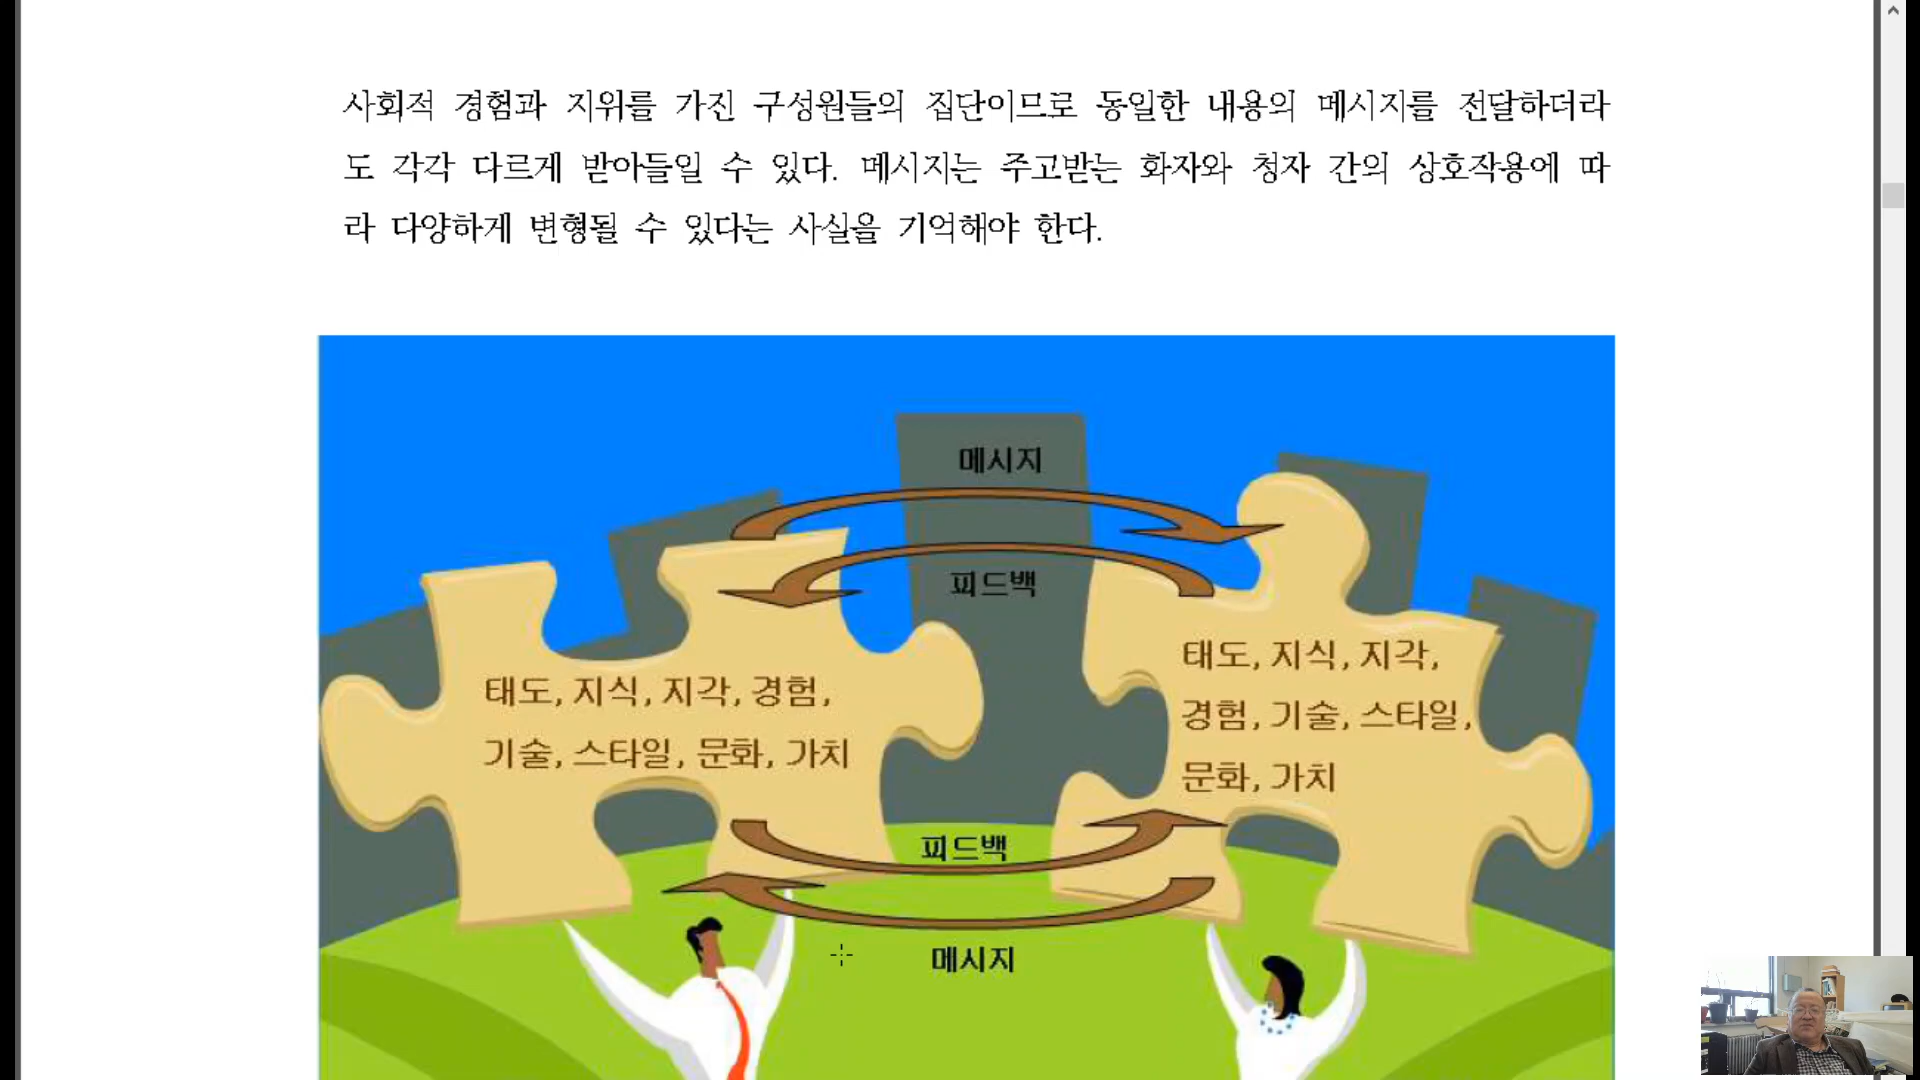 사회적 경험과 지위를 가진 구성원들의 집단이므로 동일한 내용의 메시지를 전달하더라
도 각각 다르게 받아들일 수 있다. 메시지는 주고받는 화자와 청자 간의 상호작용에 따
라 다양하게 변형될 수 있다는 사실을 기억해야 한다.
메시지
피드백
태도, 지식, 지각, 경험,
기술, 스타일, 문화, 가치
태도, 지식, 지각,
경험, 기술, 스타일,
문화, 가치
피드백
메시지